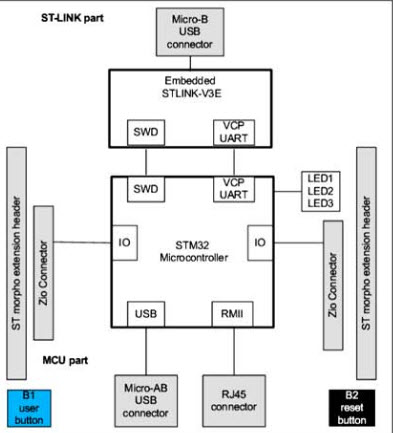 ST-LINK part
Micro-B
USB
connector
Embedded
STLINK-V3E
SWD
VCP
UART
SWD
VCP
UART
LED1
LED2
LED3
ST morpho extension header
Zio Connector
IO
STM32
Microcontroller
IO
Zio Connector
ST morpho extension header
USB
RMII
MCU part
Micro-AB
USB
connector
RJ45
connector
B1
user
button
B2
reset
button